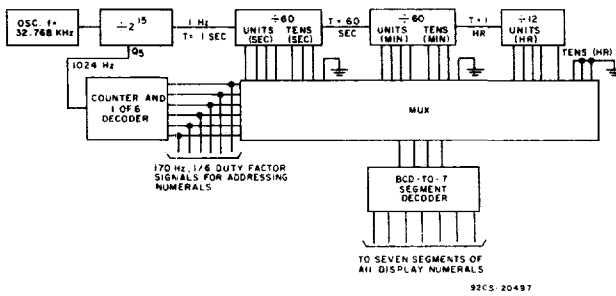 OSC. f=
32.768 KHz
÷2 15
1 Hz
T= 1 SEC
÷60
UNITS TENS
(SEC) (SEC)
T = 60
SEC
÷60
UNITS TENS
(MIN) (MIN)
T=1
HR
÷12
UNITS
(HR)
TENS (HR)
Q5
1024 Hz
COUNTER AND
1 OF 6
DECODER
MUX
170 Hz, 1/6 DUTY FACTOR
SIGNALS FOR ADDRESSING
NUMERALS
BCD-TO-7
SEGMENT
DECODER
TO SEVEN SEGMENTS OF
All DISPLAY NUMERALS
92CS-20497